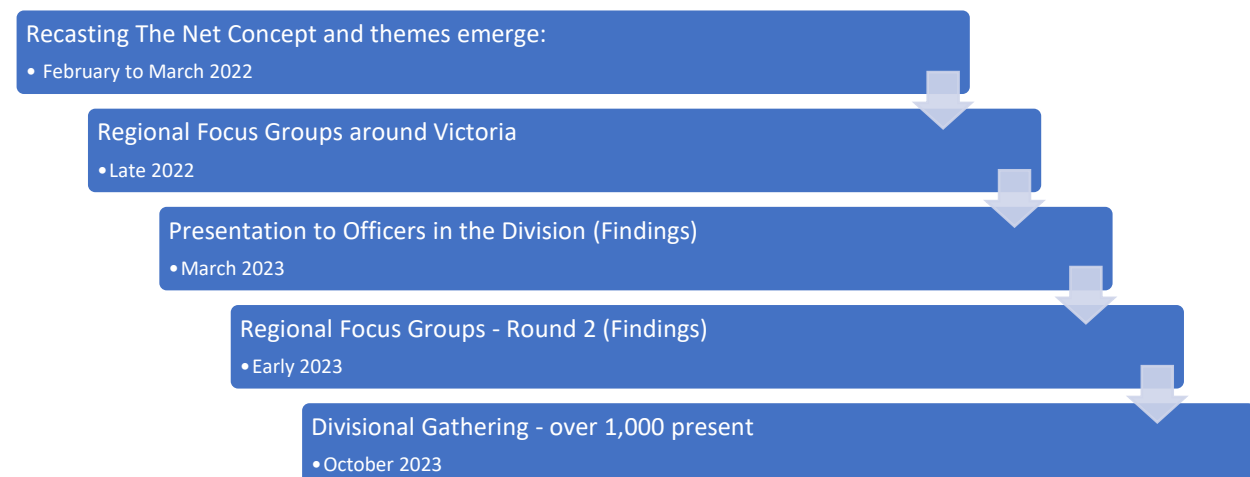 Recasting The Net Concept and themes emerge:
• February to March 2022
Regional Focus Groups around Victoria
•Late 2022
Presentation to Officers in the Division (Findings)
•March 2023
Regional Focus Groups - Round 2 (Findings)
•Early 2023
Divisional Gathering - over 1,000 present
•October 2023